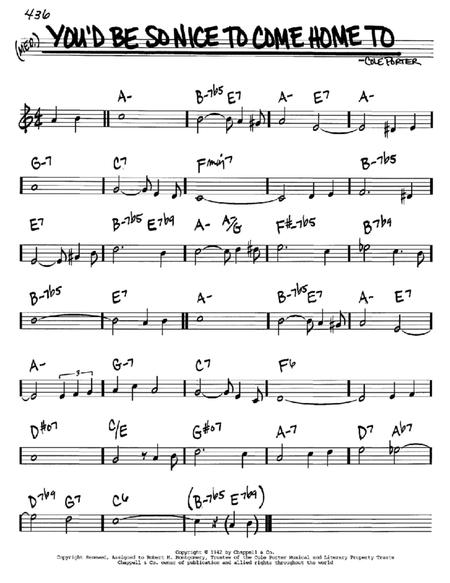 436
(MED.) YOU'D BE SO NICE TO COME HOME TO
-COLE PORTER
A- B-7b5 E7 A- E7 A-
G-7 C7 Fmaj7 B-7b5
E7 B-7b5 E7b9 A- A/G F#-7b5 B7b9
B-7b5 E7 A- B-7b5 E7 A-
3
A- G-7 C7 F6
D#o7 C/E G#o7 A-7 D7 Ab7
D7b9 G7 C6 (B-7b5 E7b9)
Copyright © 1942 by Chappell & Co.
Copyright Renewed, Assigned to Robert H. Montgomery, Trustee of the Cole Porter Musical and Literary Property Trusts
Chappell & Co. owner of publication and allied rights throughout the world